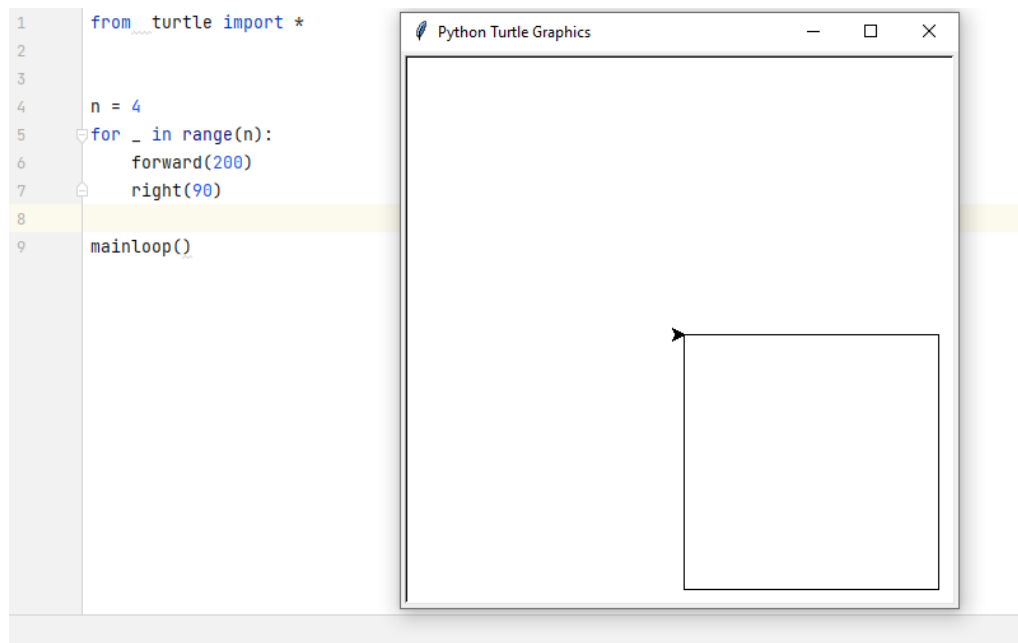 1 from  turtle import *
2
3
4 n = 4
5 for _ in range(n):
6     forward(200)
7     right(90)
8
9 mainloop()
Python Turtle Graphics